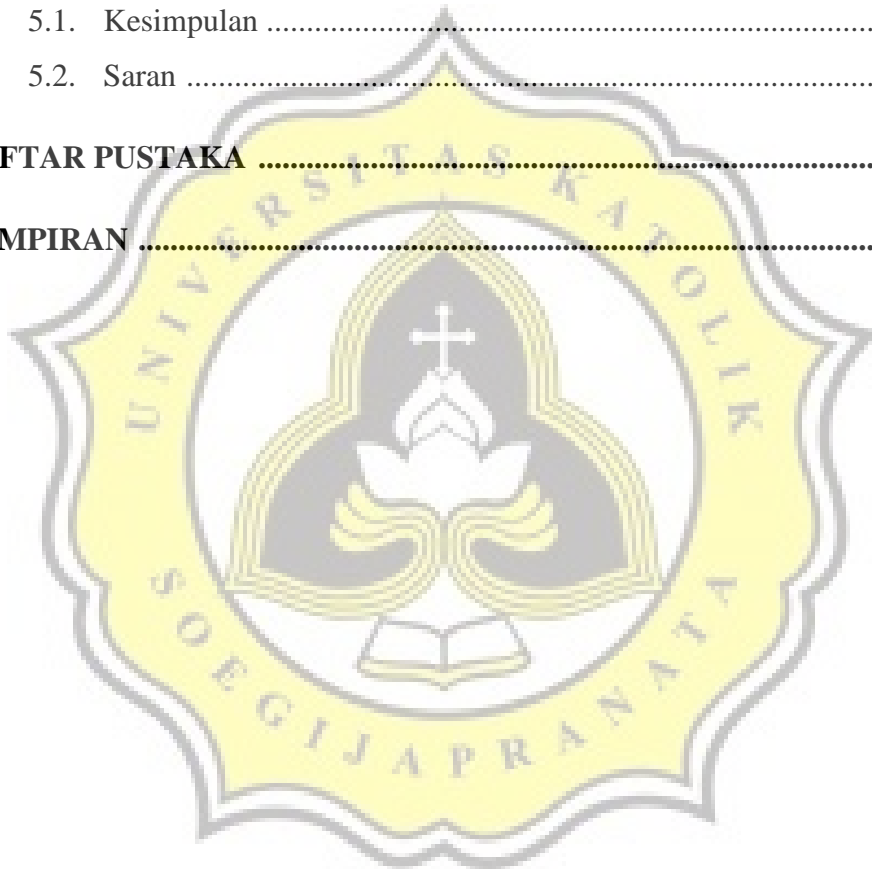 5.1. Kesimpulan ........................................................................
5.2. Saran ...................................................................................
FTAR PUSTAKA ......................................................................
MPIRAN ....................................................................................
UNIVERSITAS KATOLIK
SOEGIJAPRANATA